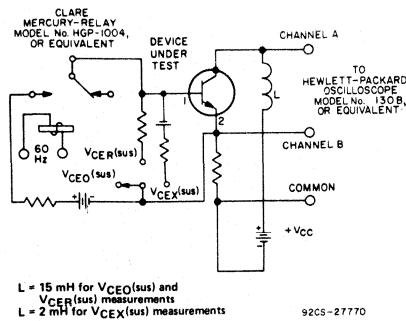 CLARE
MERCURY-RELAY
MODEL No. HGP-1004,
OR EQUIVALENT
DEVICE
UNDER
TEST
CHANNEL A
TO
HEWLETT-PACKARD
OSCILLOSCOPE
MODEL No. 130B,
OR EQUIVALENT
1
2
L
CHANNEL B
60
Hz
VCER(sus)
VCEO(sus)
VCEX(sus)
COMMON
+ -
+
-
+VCC
L = 15 mH for VCEO(sus) and
VCER(sus) measurements
L = 2 mH for VCEX(sus) measurements
92CS-27770